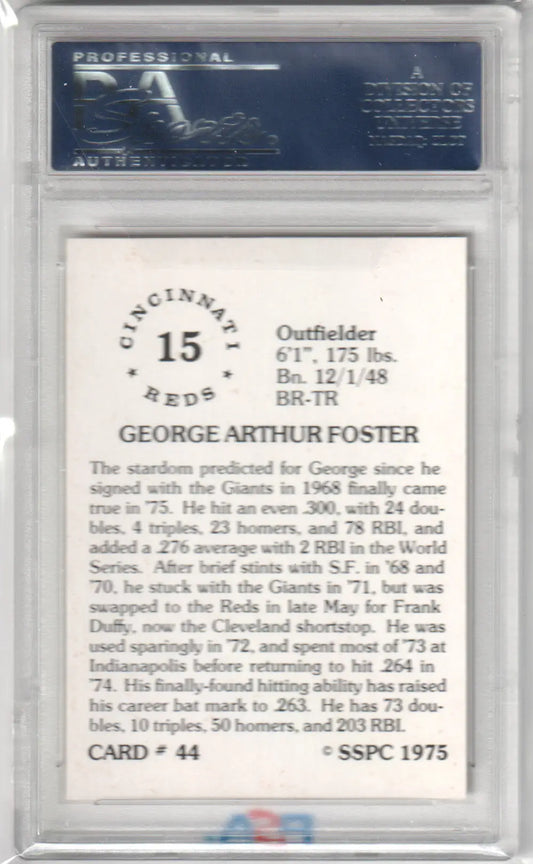 PROFESSIONAL
PSA
Sports.
AUTHENTICATOR
A
DIVISION OF
COLLECTORS
UNIVERSE
NASDAQ: CLCT
CINCINNATI
15
★ REDS ★
Outfielder
6'1", 175 lbs.
Bn. 12/1/48
BR-TR
GEORGE ARTHUR FOSTER
The stardom predicted for George since he
signed with the Giants in 1968 finally came
true in '75. He hit an even .300, with 24 dou-
bles, 4 triples, 23 homers, and 78 RBI, and
added a .276 average with 2 RBI in the World
Series. After brief stints with S.F. in '68 and
'70, he stuck with the Giants in '71, but was
swapped to the Reds in late May for Frank
Duffy, now the Cleveland shortstop. He was
used sparingly in '72, and spent most of '73 at
Indianapolis before returning to hit .264 in
'74. His finally-found hitting ability has raised
his career bat mark to .263. He has 73 dou-
bles, 10 triples, 50 homers, and 203 RBI.
CARD # 44
© SSPC 1975